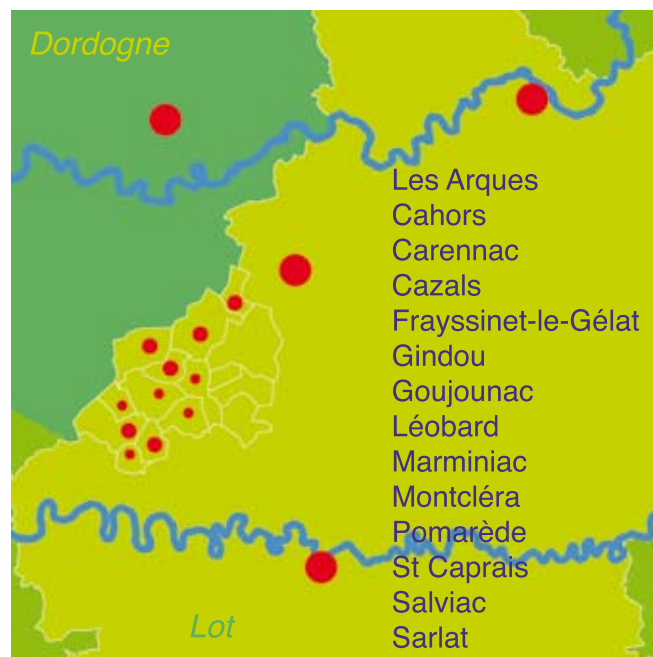 Dordogne
Les Arques
Cahors
Carennac
Cazals
Frayssinet-le-Gélat
Gindou
Goujounac
Léobard
Marminiac
Montcléra
Pomarède
St Caprais
Salviac
Lot
Sarlat